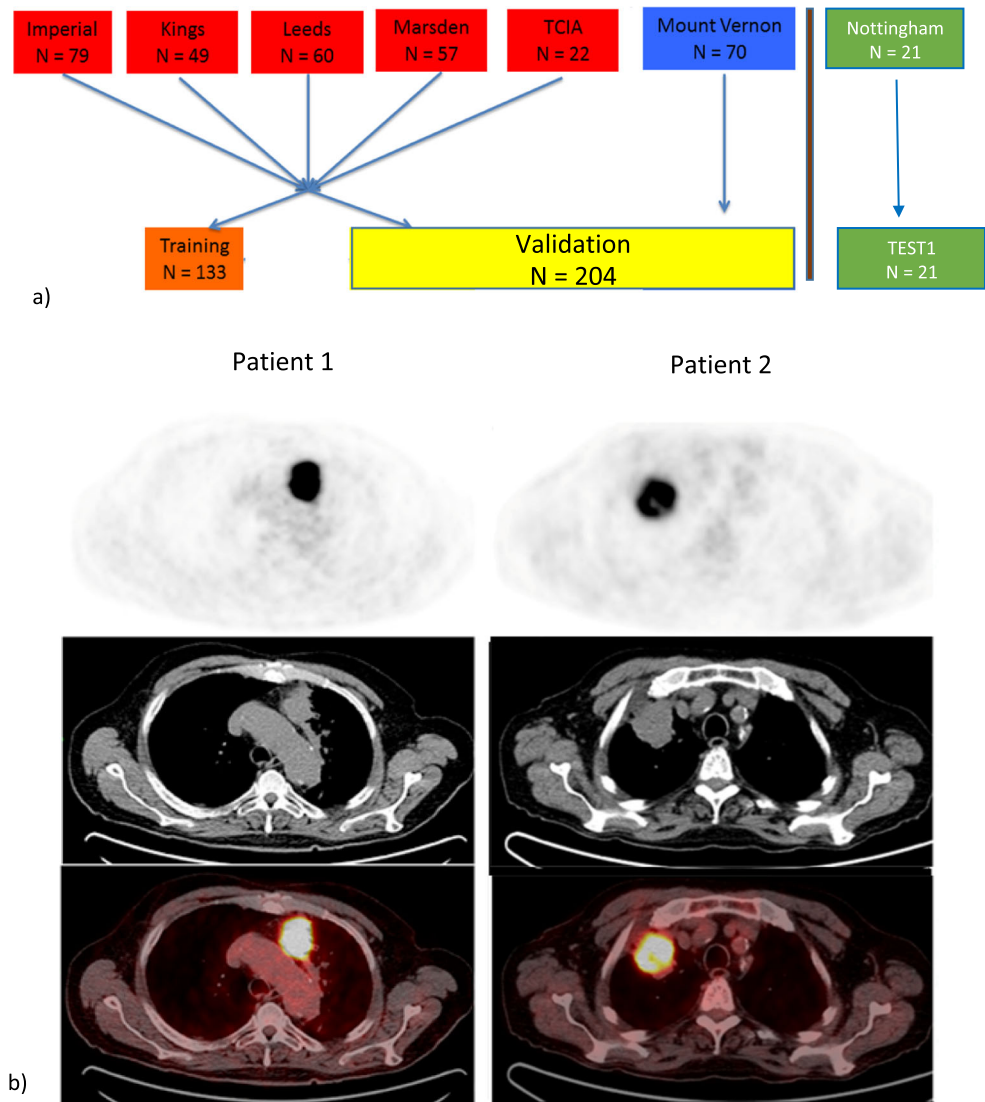 Imperial
N = 79
Kings
N = 49
Leeds
N = 60
Marsden
N = 57
TCIA
N = 22
Mount Vernon
N = 70
Nottingham
N = 21
Training
N = 133
Validation
N = 204
TEST1
N = 21
a)
Patient 1
Patient 2
b)